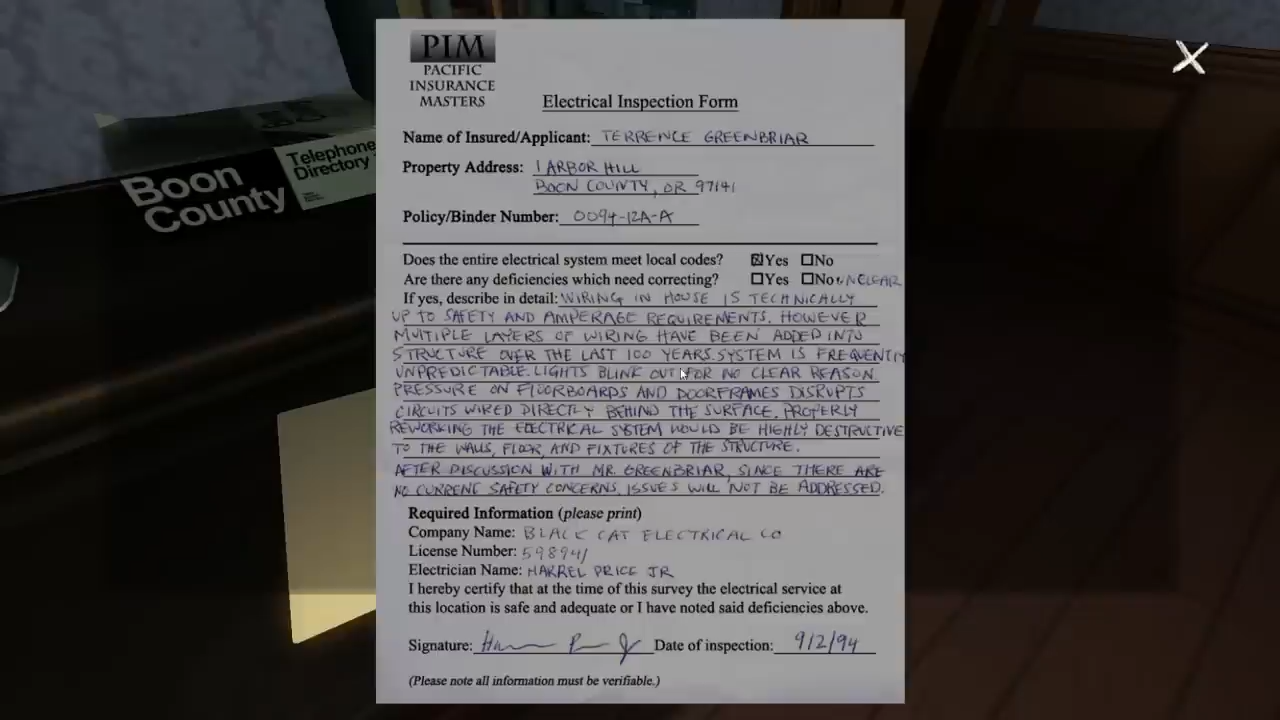 PIM
PACIFIC
INSURANCE
MASTERS
Electrical Inspection Form
Name of Insured/Applicant: TERRENCE GREENBRIAR
Property Address: 1 ARBOR HILL
BOON COUNTY, OR 97141
Policy/Binder Number: 0094-12A-A
Does the entire electrical system meet local codes? ☒Yes ☐No
Are there any deficiencies which need correcting? ☐Yes ☐No UNCLEAR
If yes, describe in detail: WIRING IN HOUSE IS TECHNICALLY
UP TO SAFETY AND AMPERAGE REQUIREMENTS. HOWEVER
MULTIPLE LAYERS OF WIRING HAVE BEEN ADDED INTO
STRUCTURE OVER THE LAST 100 YEARS. SYSTEM IS FREQUENTLY
UNPREDICTABLE. LIGHTS BLINK OUT FOR NO CLEAR REASON.
PRESSURE ON FLOORBOARDS AND DOORFRAMES DISRUPTS
CIRCUITS WIRED DIRECTLY BEHIND THE SURFACE. PROPERLY
REWORKING THE ELECTRICAL SYSTEM WOULD BE HIGHLY DESTRUCTIVE
TO THE WALLS, FLOOR, AND FIXTURES OF THE STRUCTURE.
AFTER DISCUSSION WITH MR. GREENBRIAR, SINCE THERE ARE
NO CURRENT SAFETY CONCERNS, ISSUES WILL NOT BE ADDRESSED.
Required Information (please print)
Company Name: BLACK CAT ELECTRICAL CO
License Number: 598941
Electrician Name: HARREL PRICE JR
I hereby certify that at the time of this survey the electrical service at
this location is safe and adequate or I have noted said deficiencies above.
Signature: Date of inspection: 9/2/94
(Please note all information must be verifiable.)
Boon
County
Telephone
Directory